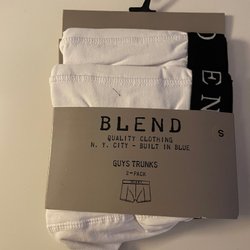 BLEND
QUALITY CLOTHING
N. Y. CITY - BUILT IN BLUE
S
GUYS TRUNKS
2-PACK